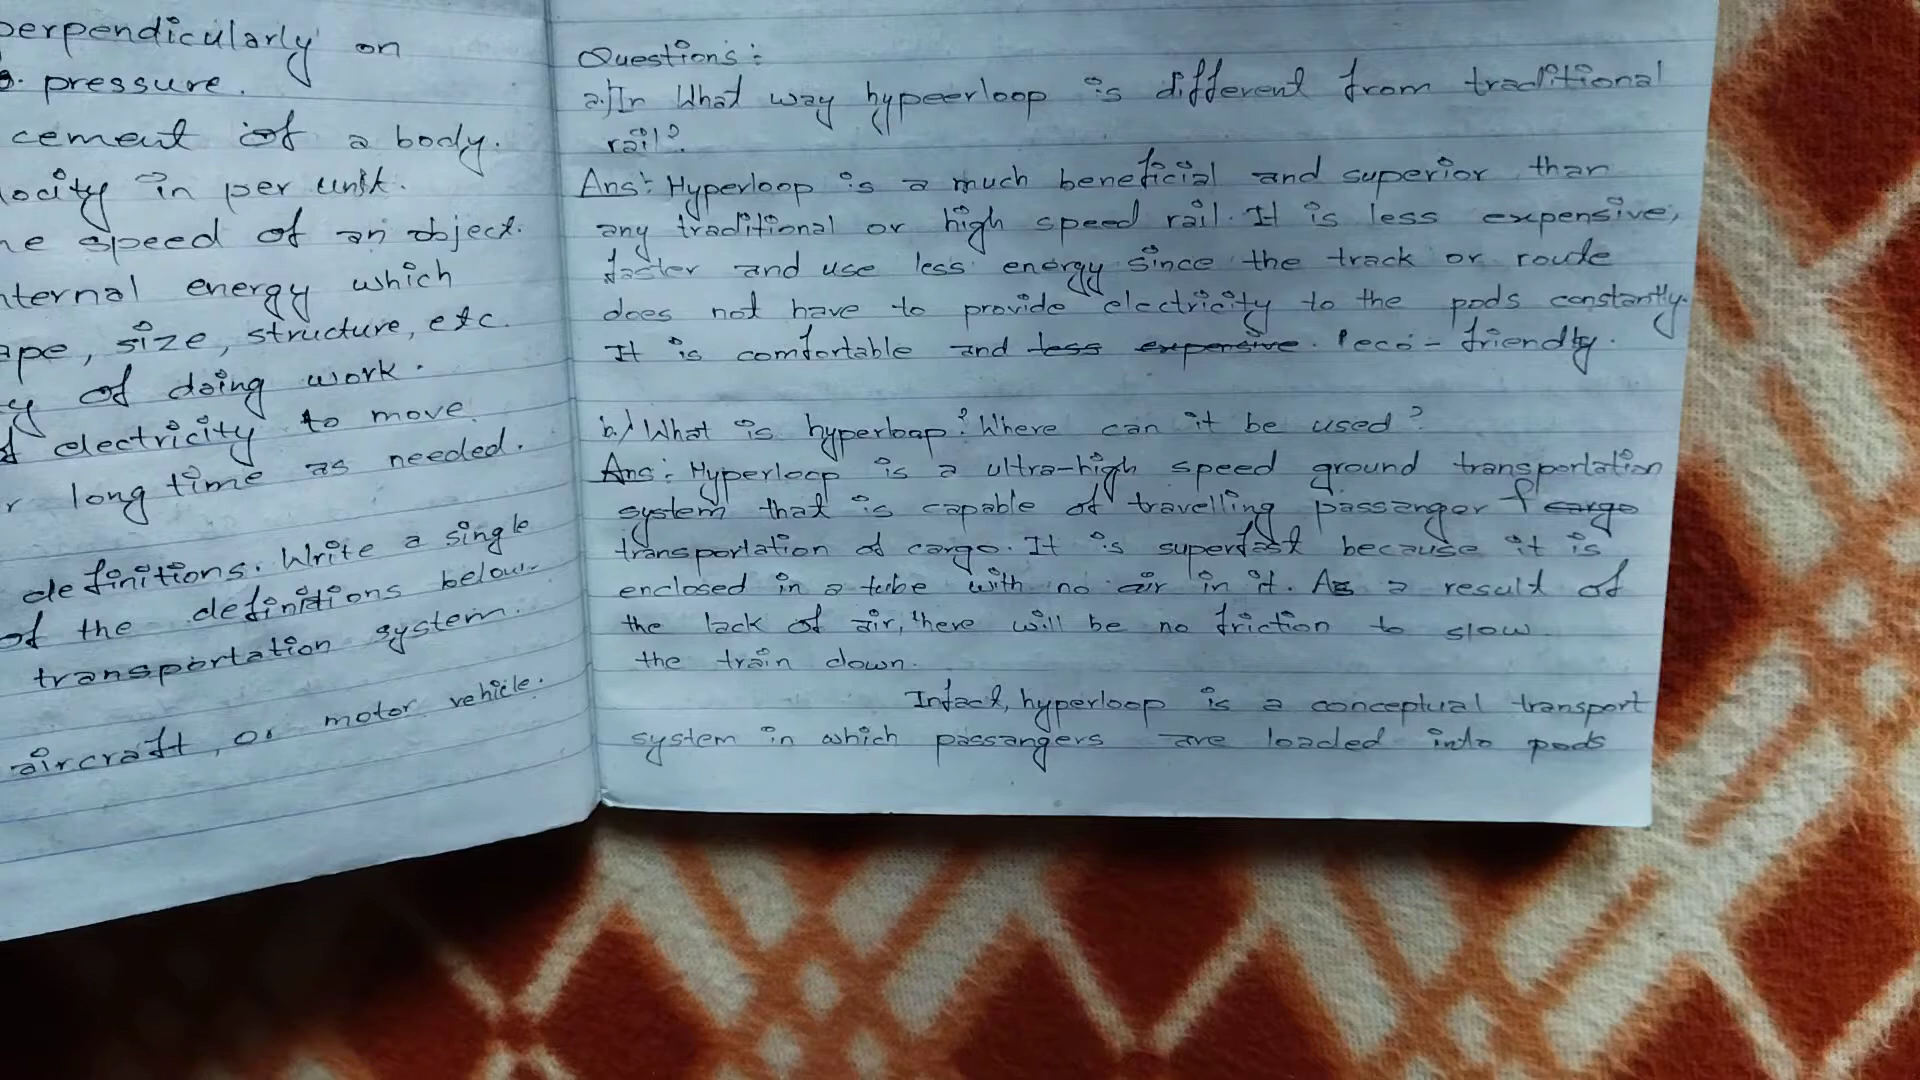 perpendicularly on
pressure.
cement of a body.
locity in per unit.
he speed of an object.
nternal energy which
ape, size, structure, etc.
y of doing work.
electricity to move
r long time as needed.
definitions. Write a single
of the definitions below.
transportation system.
aircraft, or motor vehicle.
Question's :
a.) In What way hypeerloop is different from traditional
rail?
Ans: Hyperloop is a much beneficial and superior than
any traditional or high speed rail. It is less expensive,
faster and use less energy since the track or route
does not have to provide electricity to the pods constantly.
It is comfortable and less expensive. eco-friendly.
b.) What is hyperloop? Where can it be used?
Ans: Hyperloop is a ultra-high speed ground transportation
system that is capable of travelling passanger cargo
transportation of cargo. It is superfast because it is
enclosed in a tube with no air in it. As a result of
the lack of air, there will be no friction to slow
the train down.
Infact, hyperloop is a conceptual transport
system in which passangers are loaded into pods